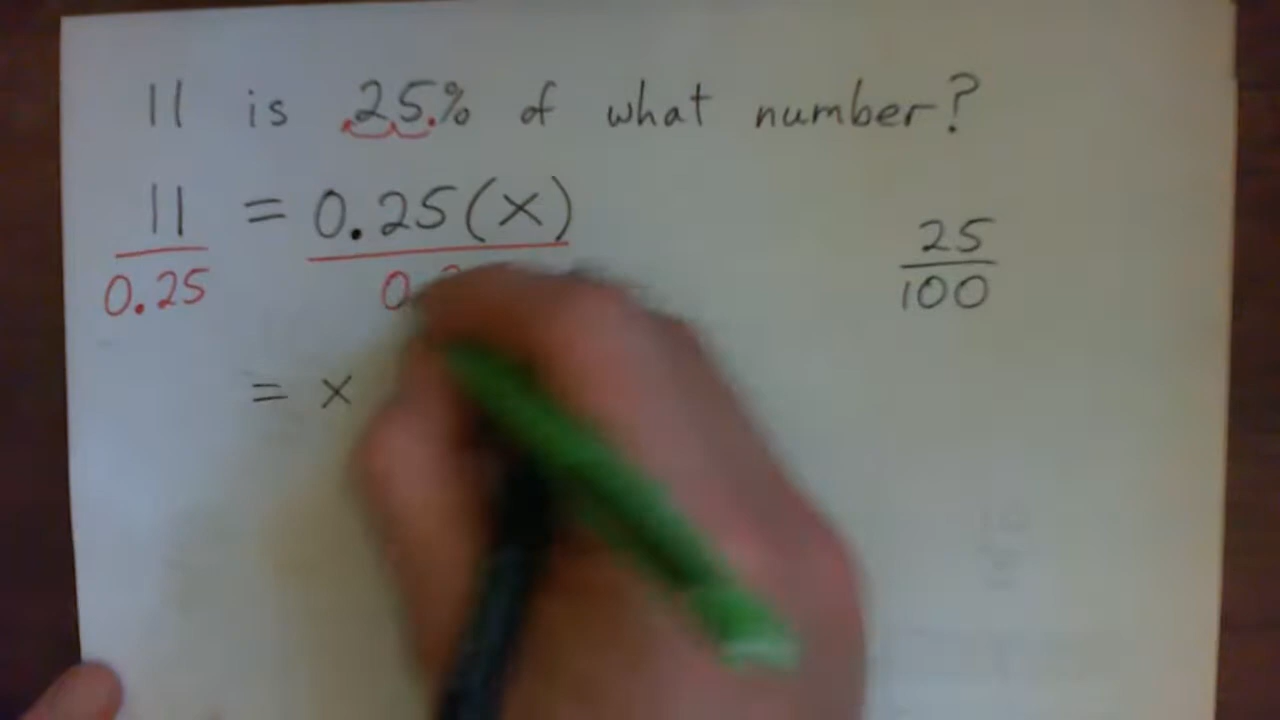 11 is .25.% of what number?
11 = 0.25(x)
0.25
25
100
= x